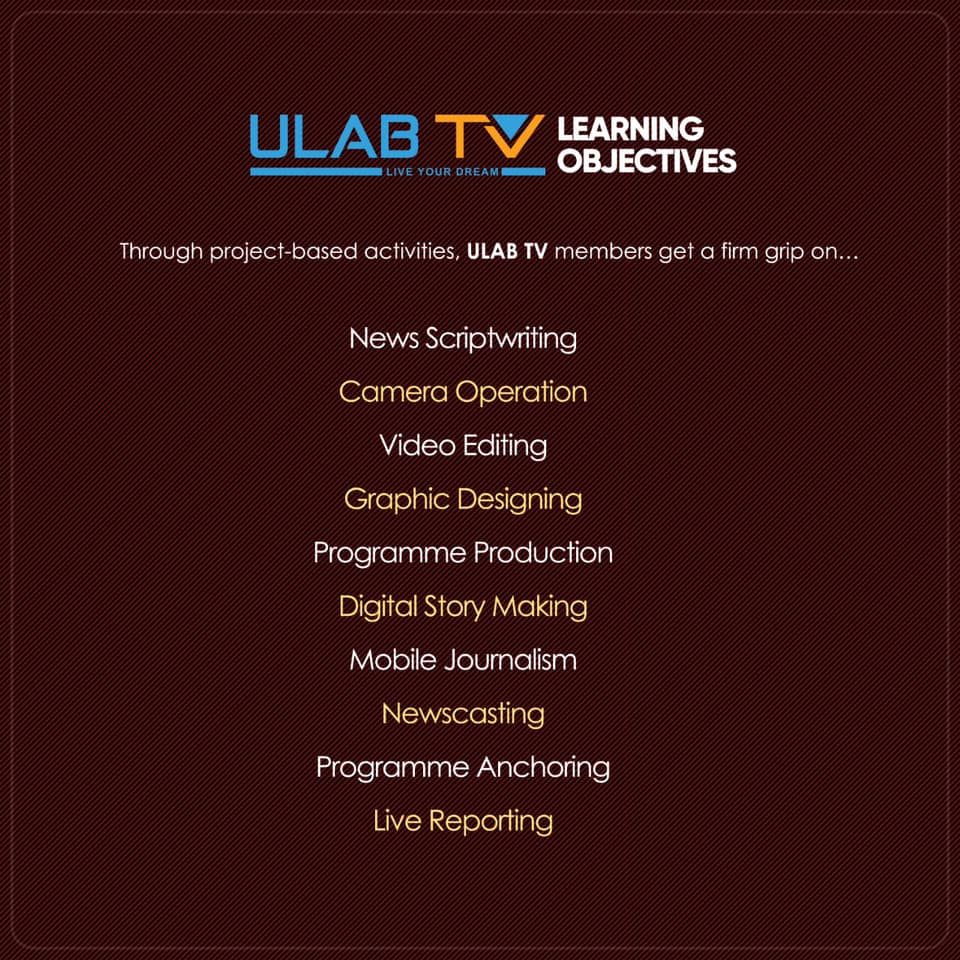 ULAB TV
LIVE YOUR DREAM
LEARNING
OBJECTIVES
Through project-based activities, ULAB TV members get a firm grip on...
News Scriptwriting
Camera Operation
Video Editing
Graphic Designing
Programme Production
Digital Story Making
Mobile Journalism
Newscasting
Programme Anchoring
Live Reporting